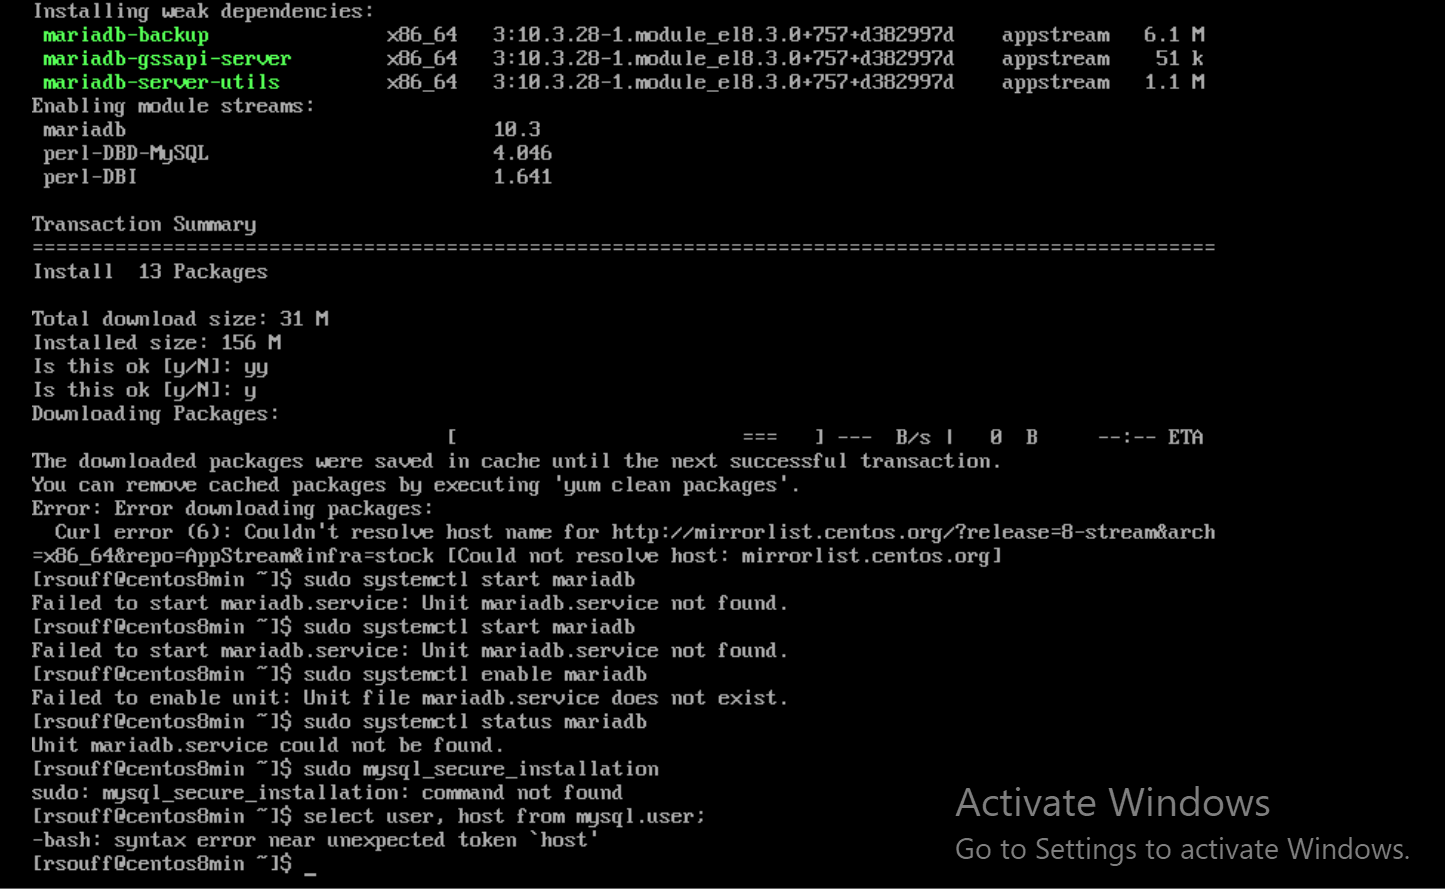 Installing weak dependencies:
mariadb-backup x86_64 3:10.3.28-1.module_el8.3.0+757+d382997d appstream 6.1 M
mariadb-gssapi-server x86_64 3:10.3.28-1.module_el8.3.0+757+d382997d appstream 51 k
mariadb-server-utils x86_64 3:10.3.28-1.module_el8.3.0+757+d382997d appstream 1.1 M
Enabling module streams:
mariadb 10.3
perl-DBD-MySQL 4.046
perl-DBI 1.641
Transaction Summary
====================================================================================================
Install 13 Packages
Total download size: 31 M
Installed size: 156 M
Is this ok [y/N]: yy
Is this ok [y/N]: y
Downloading Packages:
[ === ] --- B/s | 0 B --:-- ETA
The downloaded packages were saved in cache until the next successful transaction.
You can remove cached packages by executing 'yum clean packages'.
Error: Error downloading packages:
Curl error (6): Couldn't resolve host name for http://mirrorlist.centos.org/?release=8-stream&arch
=x86_64&repo=AppStream&infra=stock [Could not resolve host: mirrorlist.centos.org]
[rsouff@centos8min ~]$ sudo systemctl start mariadb
Failed to start mariadb.service: Unit mariadb.service not found.
[rsouff@centos8min ~]$ sudo systemctl start mariadb
Failed to start mariadb.service: Unit mariadb.service not found.
[rsouff@centos8min ~]$ sudo systemctl enable mariadb
Failed to enable unit: Unit file mariadb.service does not exist.
[rsouff@centos8min ~]$ sudo systemctl status mariadb
Unit mariadb.service could not be found.
[rsouff@centos8min ~]$ sudo mysql_secure_installation
sudo: mysql_secure_installation: command not found
[rsouff@centos8min ~]$ select user, host from mysql.user;
-bash: syntax error near unexpected token `host'
[rsouff@centos8min ~]$ _
Activate Windows
Go to Settings to activate Windows.